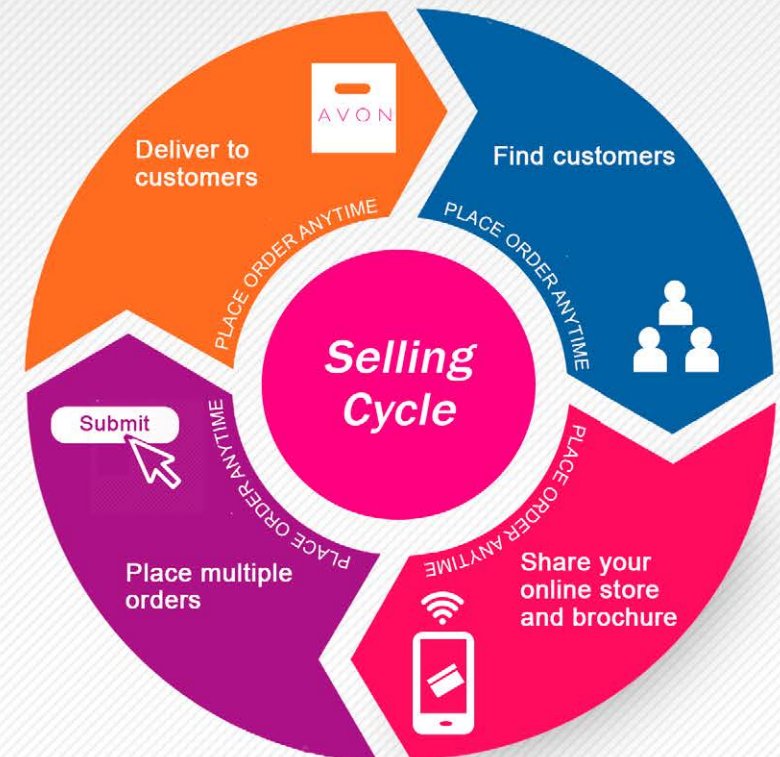 Deliver to
customers
AVON
PLACE ORDER ANYTIME
Find customers
PLACE ORDER ANYTIME
Selling
Cycle
Submit
PLACE ORDER ANYTIME
Place multiple
orders
PLACE ORDER ANYTIME
Share your
online store
and brochure